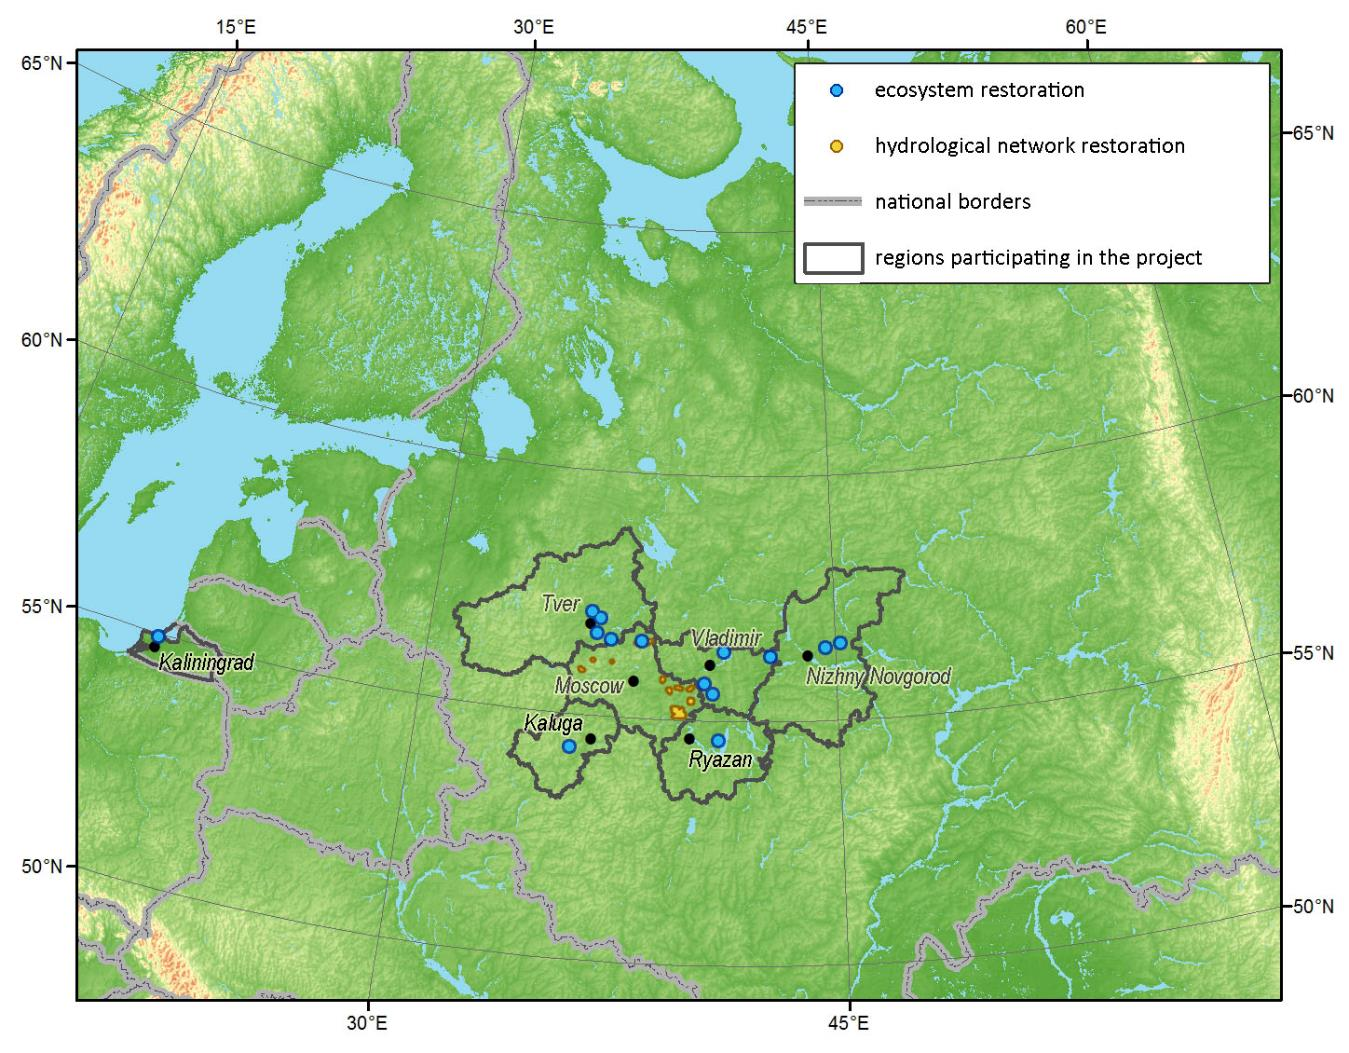 15°E
30°E
45°E
60°E
65°N
ecosystem restoration
65°N
hydrological network restoration
national borders
regions participating in the project
60°N
60°N
55°N
Tver
Vladimir
55°N
Kaliningrad
Moscow
Nizhny Novgorod
Kaluga
Ryazan
50°N
50°N
30°E
45°E